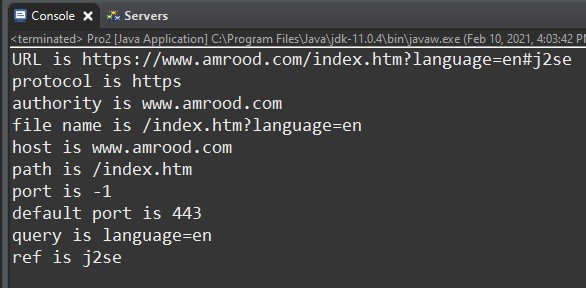 Console Servers
<terminated> Pro2 [Java Application] C:\Program Files\Java\jdk-11.0.4\bin\javaw.exe (Feb 10, 2021, 4:03:42 PM
URL is https://www.amrood.com/index.htm?language=en#j2se
protocol is https
authority is www.amrood.com
file name is /index.htm?language=en
host is www.amrood.com
path is /index.htm
port is -1
default port is 443
query is language=en
ref is j2se